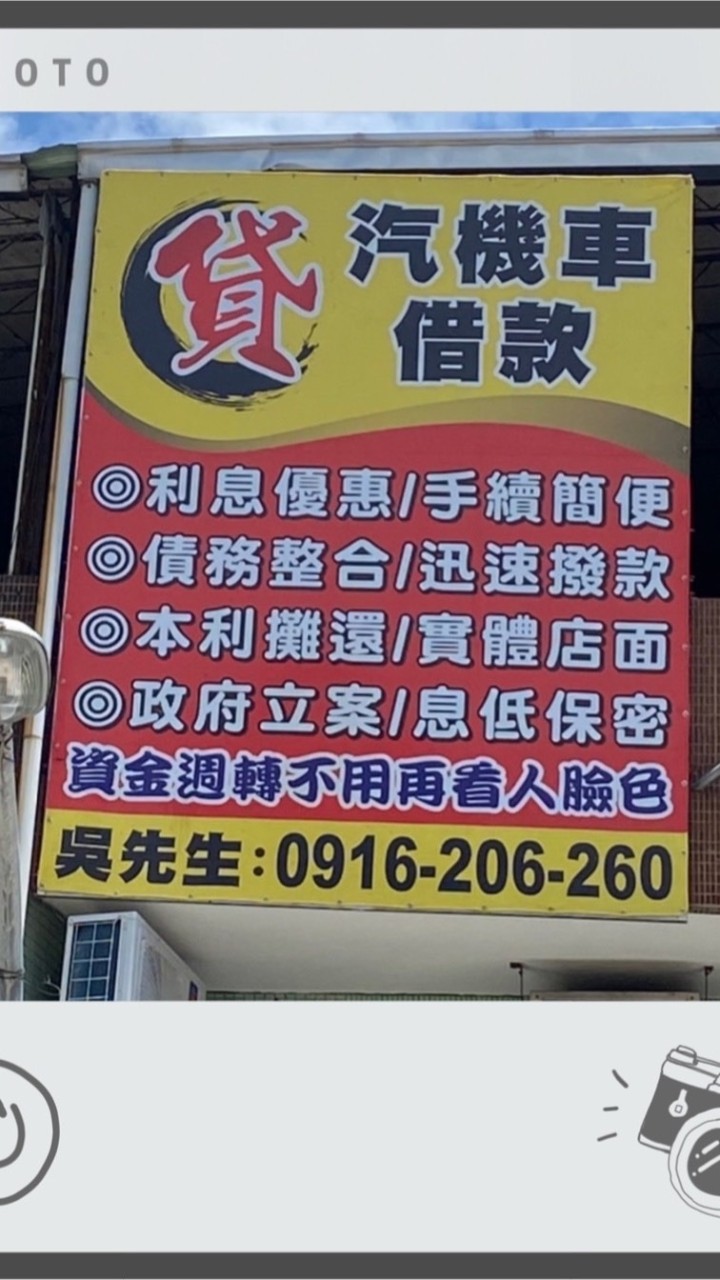 OTO
貸
汽機車
借款
◎利息優惠/手續簡便
◎債務整合/迅速撥款
◎本利攤還/實體店面
◎政府立案/息低保密
資金週轉不用再看人臉色
吳先生:0916-206-260